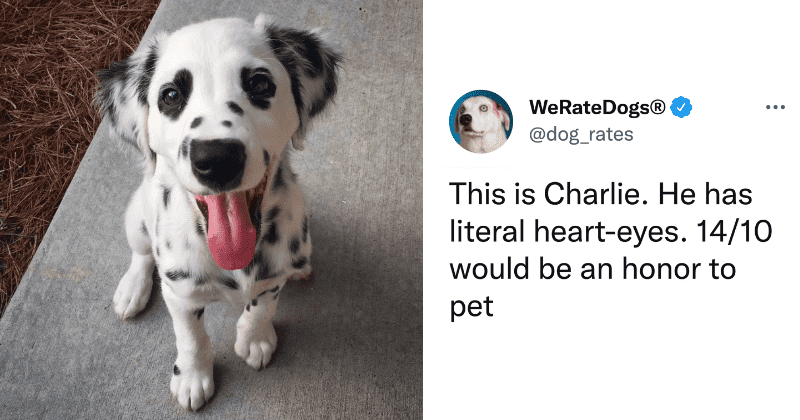 WeRateDogs®
@dog_rates
This is Charlie. He has
literal heart-eyes. 14/10
would be an honor to
pet